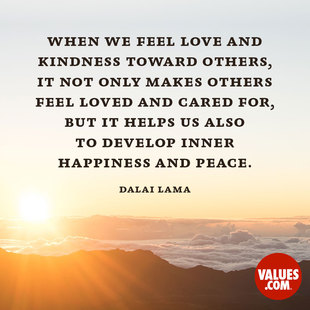 WHEN WE FEEL LOVE AND
KINDNESS TOWARD OTHERS,
IT NOT ONLY MAKES OTHERS
FEEL LOVED AND CARED FOR,
BUT IT HELPS US ALSO
TO DEVELOP INNER
HAPPINESS AND PEACE.
DALAI LAMA
VALUES
.COM